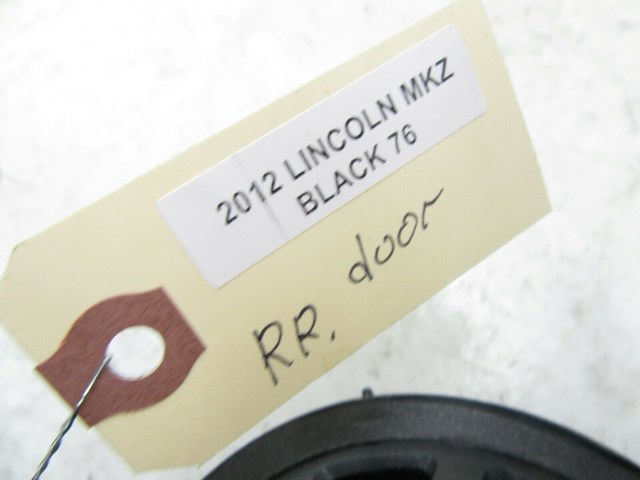 2012 LINCOLN MKZ
BLACK 76
RR. door